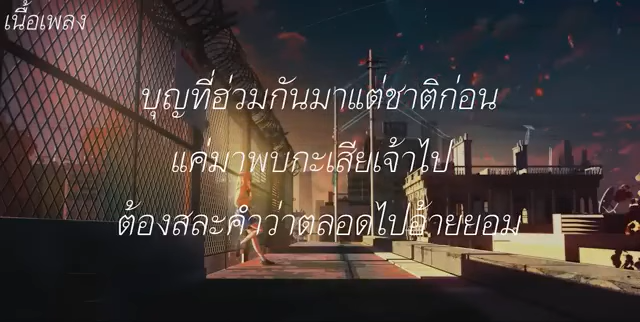 เนื้อเพลง
บุญที่ฮ่วมกันมาแต่ชาติก่อน
แค่มาพบกะเสียเจ้าไป
ต้องสละคำว่าตลอดไปอ้ายยอม